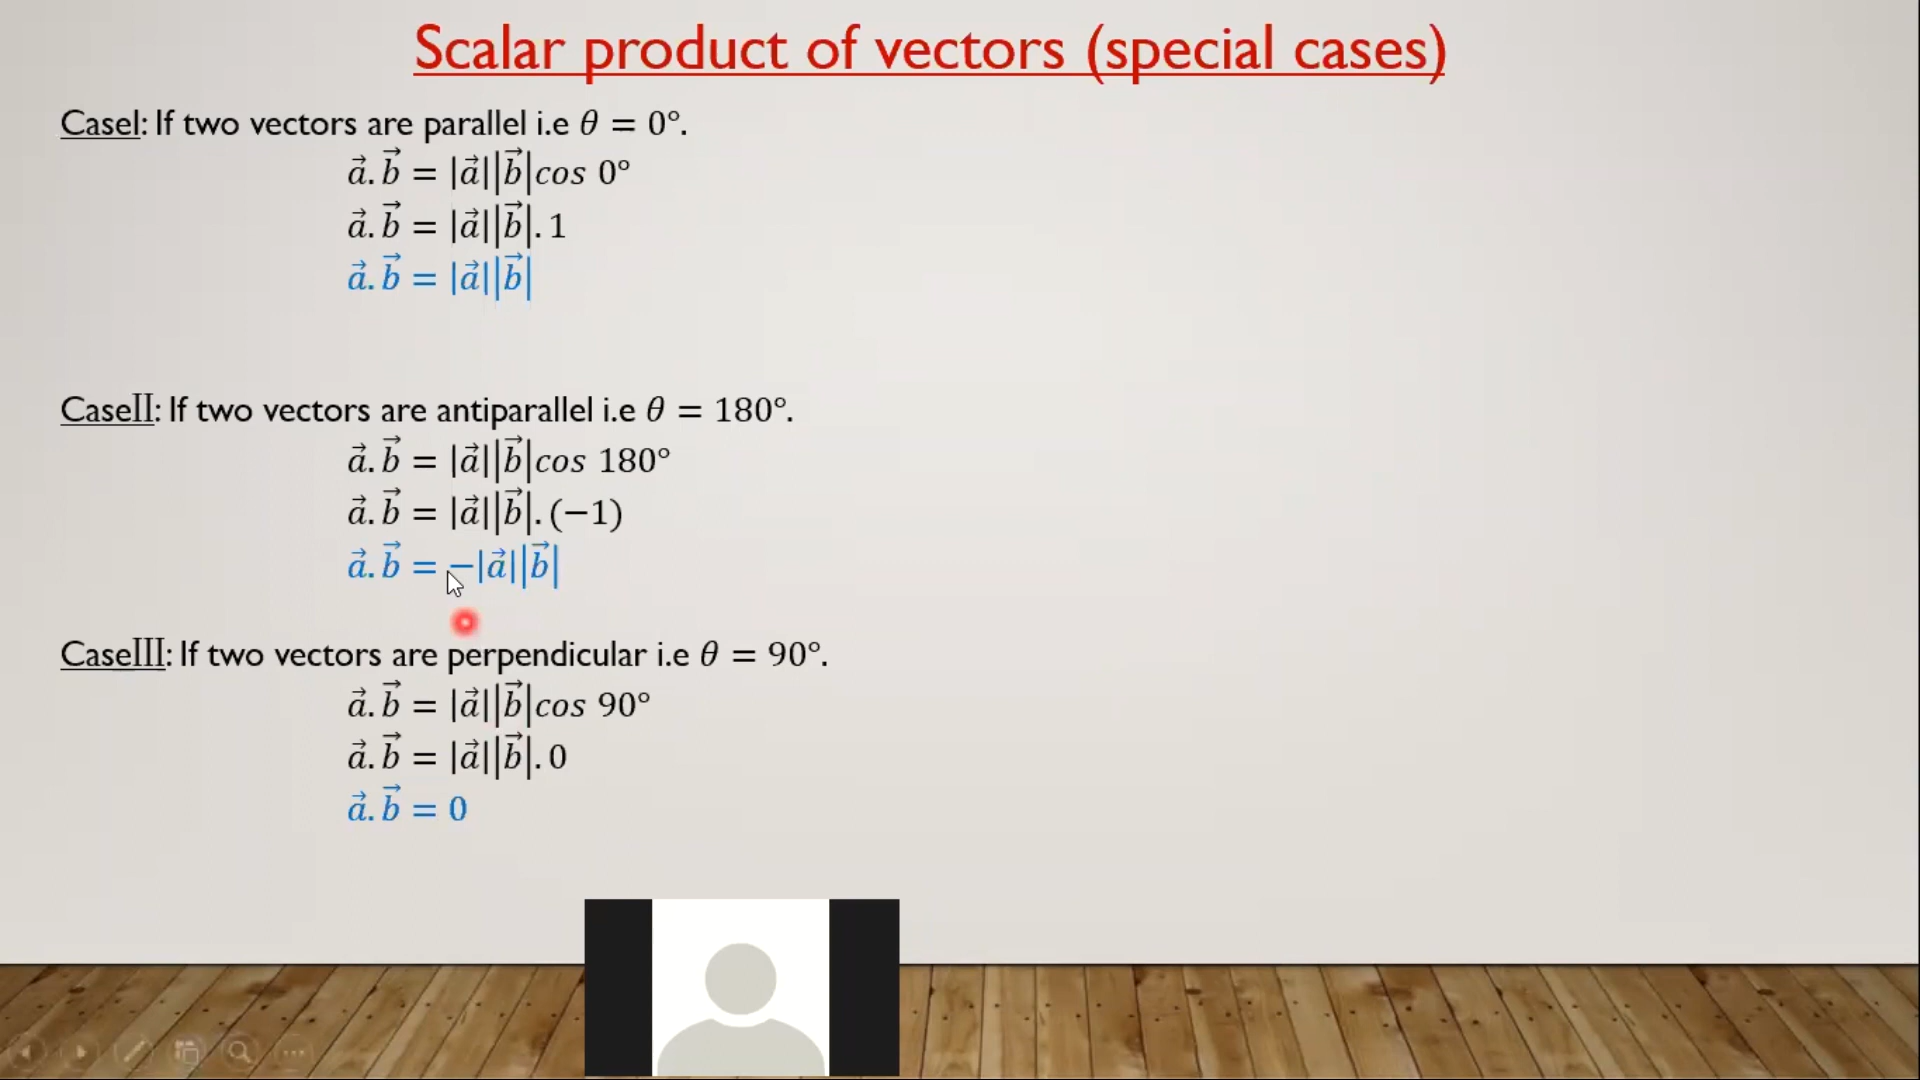 Scalar product of vectors (special cases)
CaseI: If two vectors are parallel i.e θ = 0°.
a⃗. b⃗ = |a⃗||b⃗|cos 0°
a⃗. b⃗ = |a⃗||b⃗|. 1
a⃗. b⃗ = |a⃗||b⃗|
CaseII: If two vectors are antiparallel i.e θ = 180°.
a⃗. b⃗ = |a⃗||b⃗|cos 180°
a⃗. b⃗ = |a⃗||b⃗|. (−1)
a⃗. b⃗ = −|a⃗||b⃗|
CaseIII: If two vectors are perpendicular i.e θ = 90°.
a⃗. b⃗ = |a⃗||b⃗|cos 90°
a⃗. b⃗ = |a⃗||b⃗|. 0
a⃗. b⃗ = 0